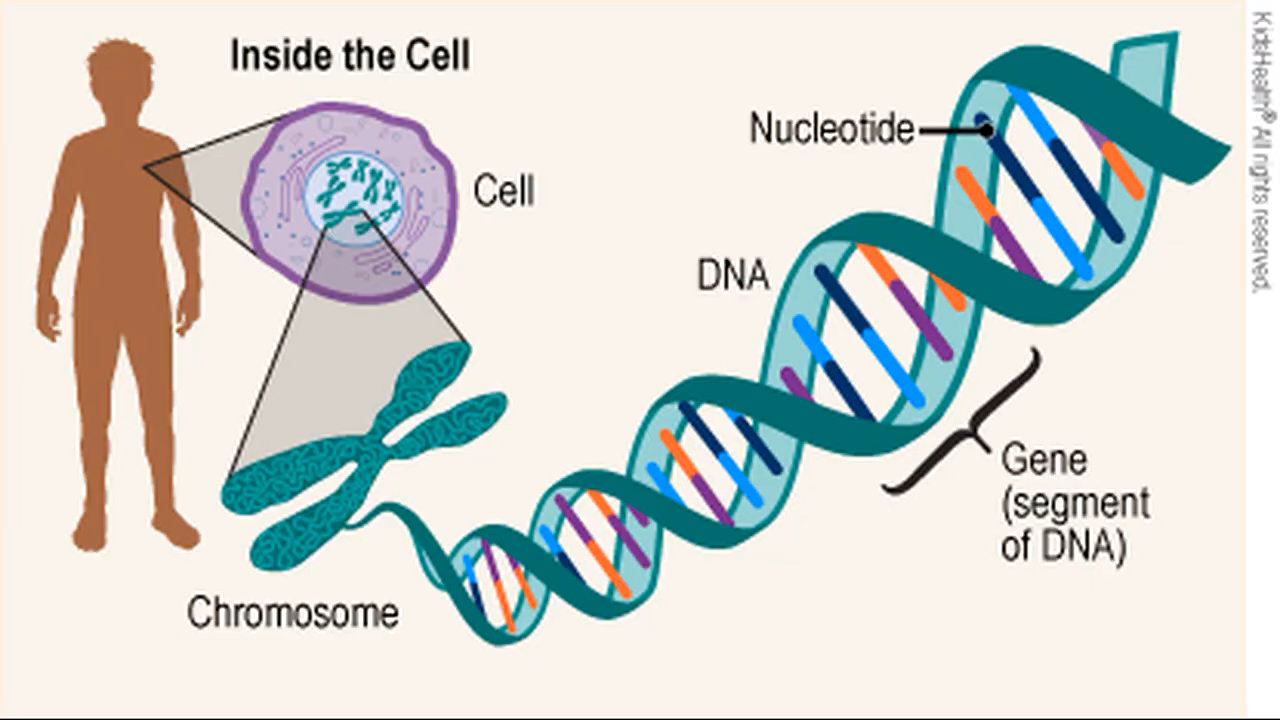 Inside the Cell
Cell
Nucleotide
DNA
Gene
(segment
of DNA)
Chromosome
KidsHealth® All rights reserved.